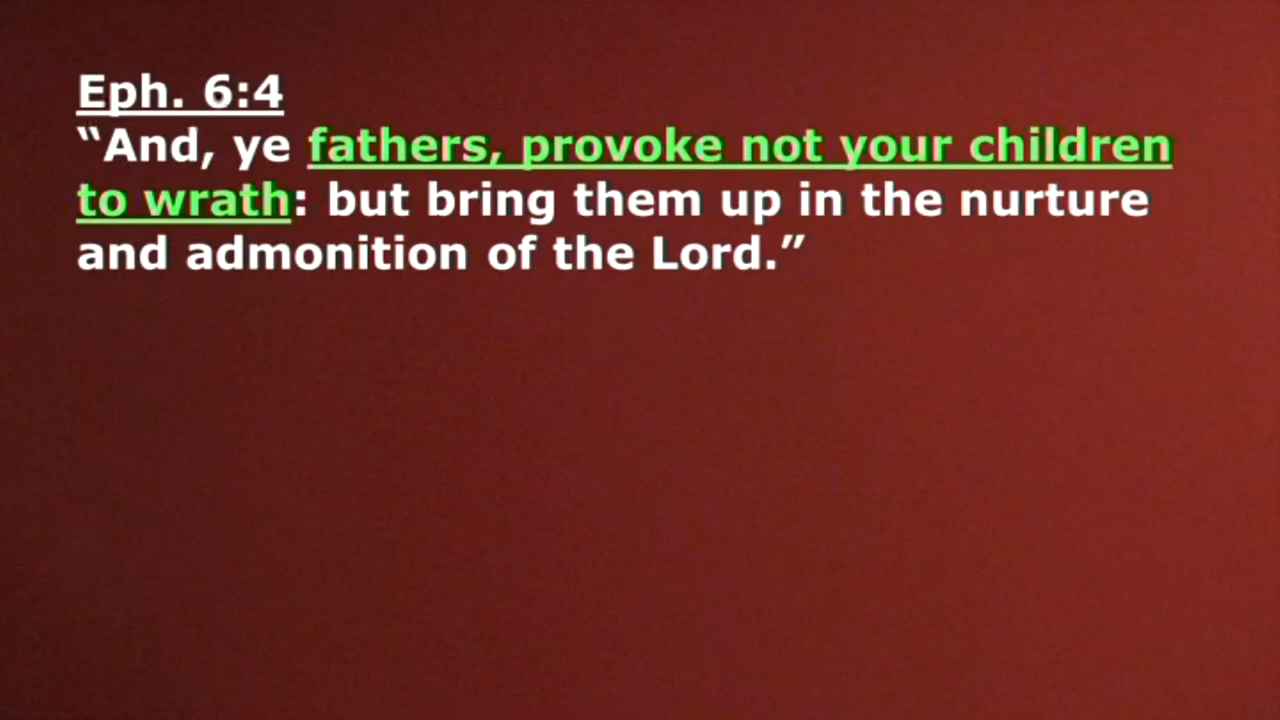 Eph. 6:4
“And, ye fathers, provoke not your children
to wrath: but bring them up in the nurture
and admonition of the Lord.”